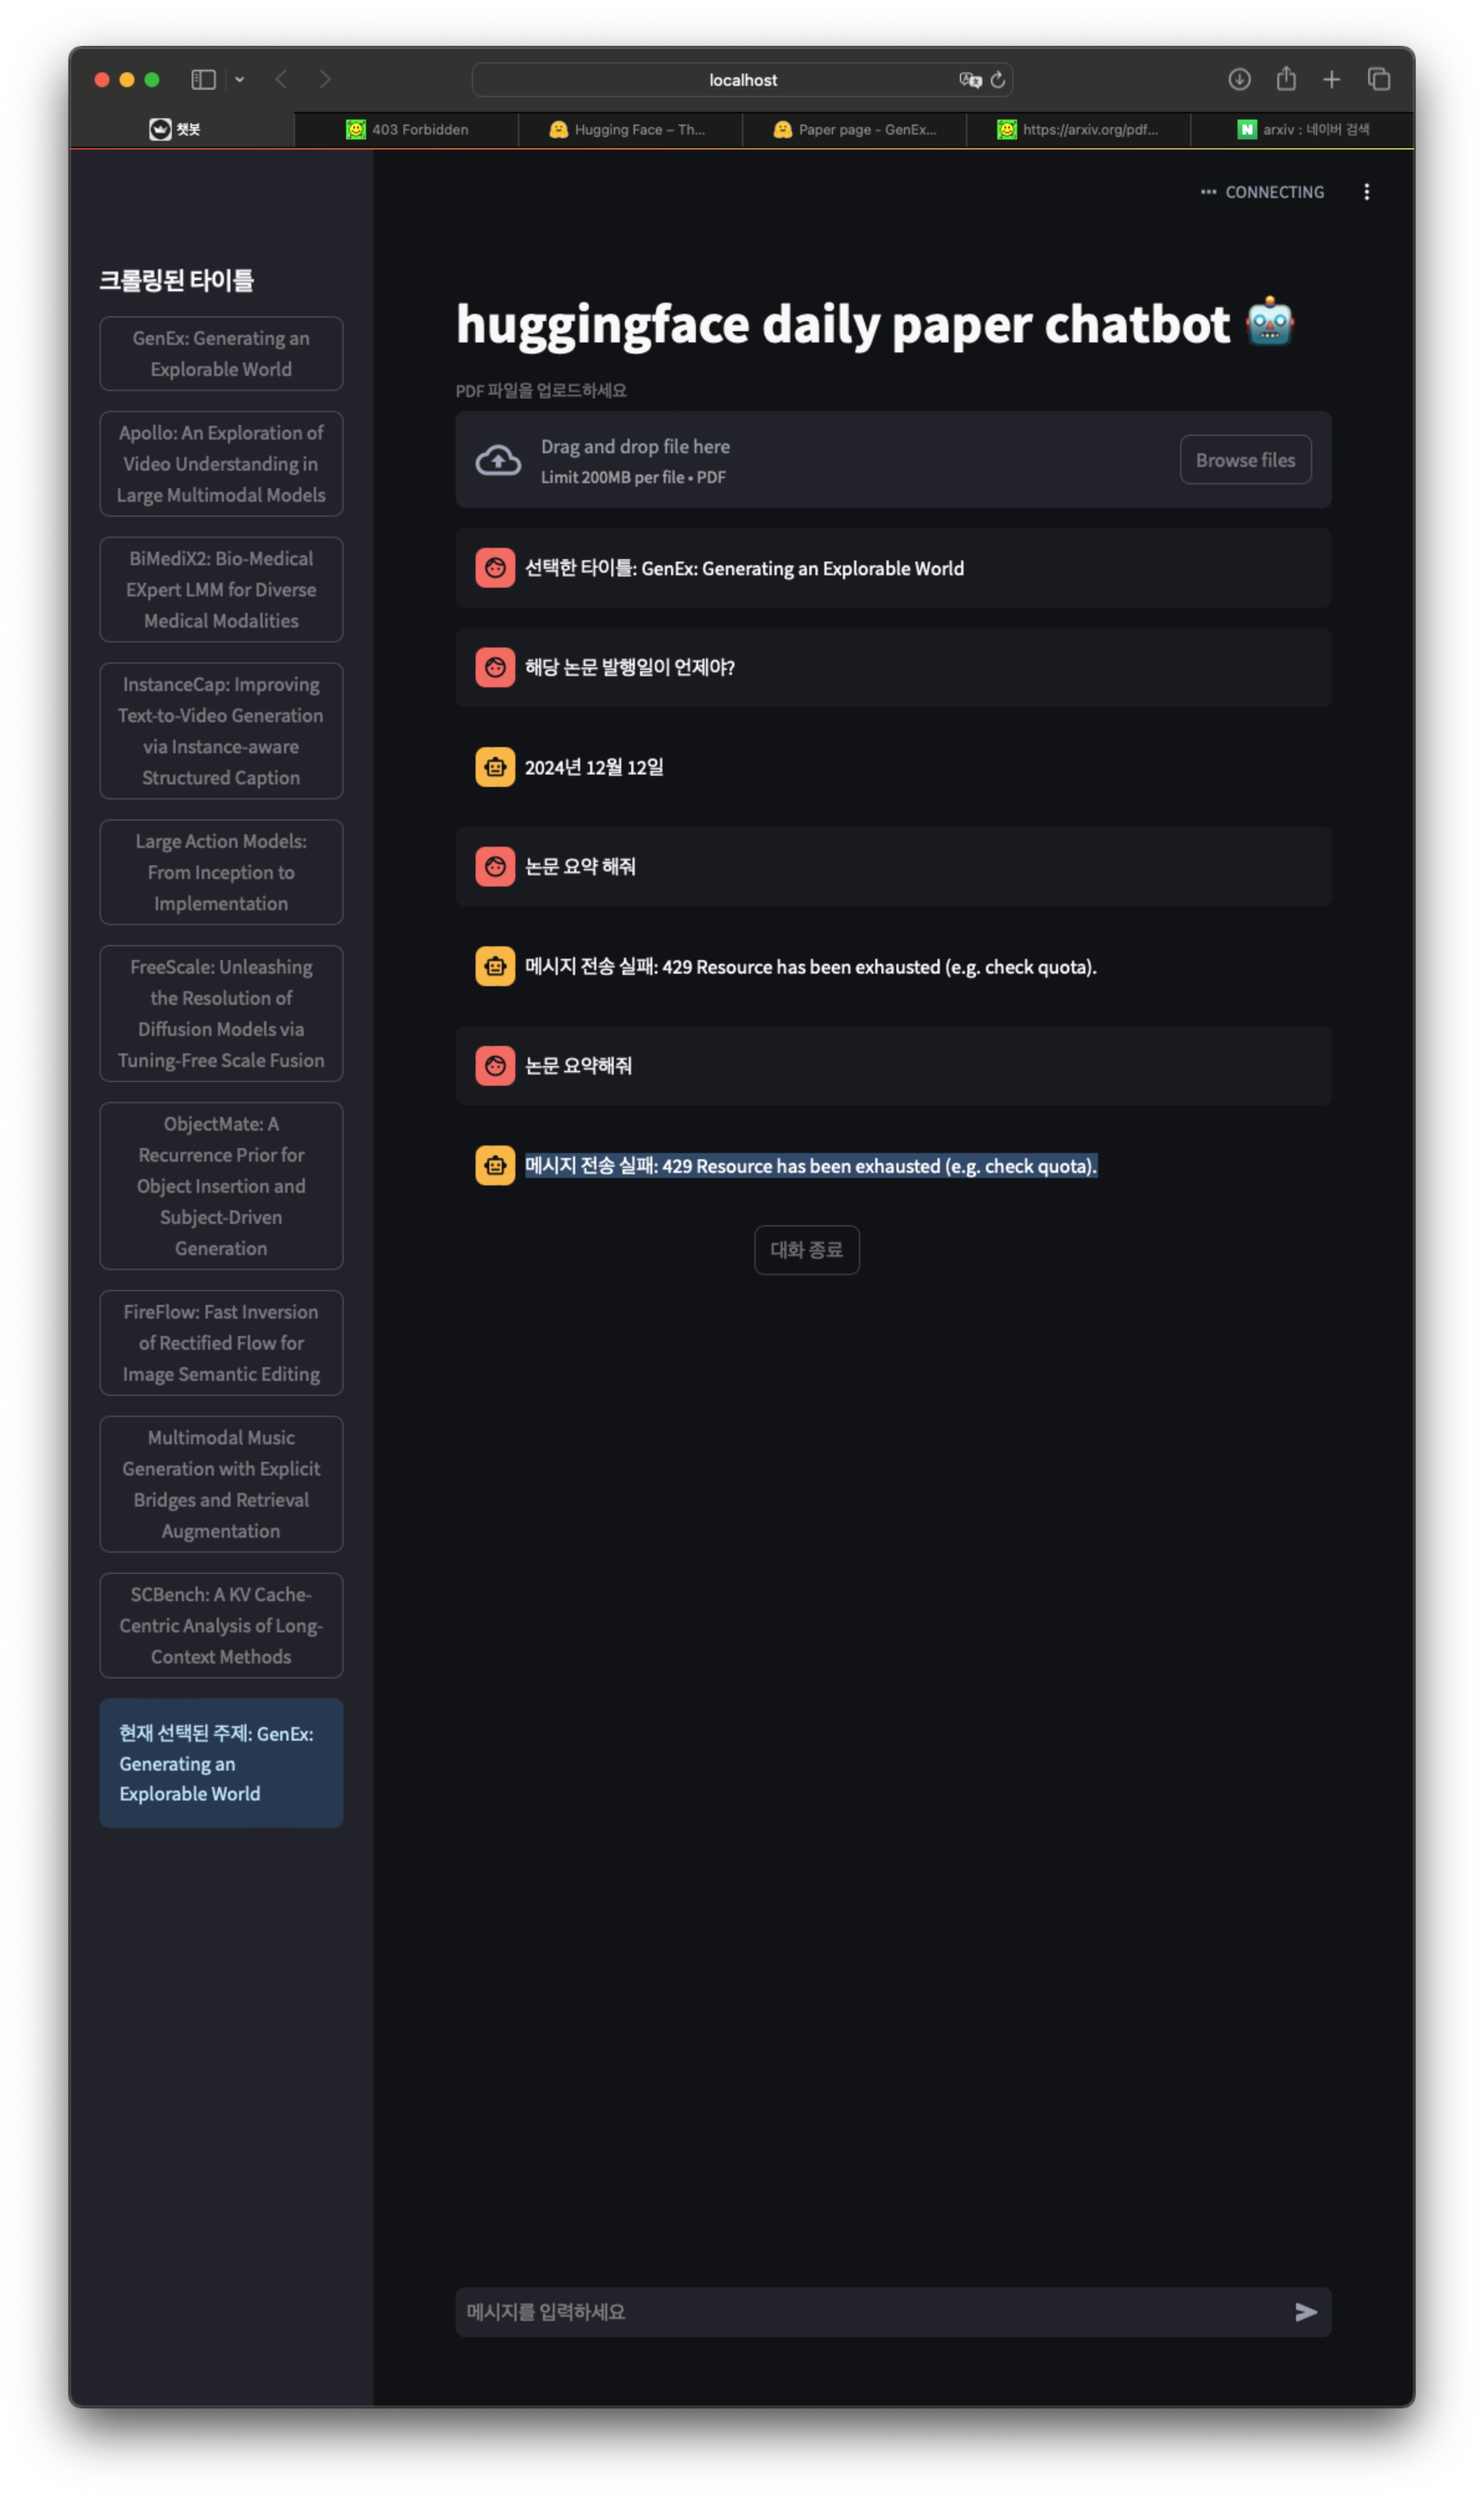 localhost
챗봇
403 Forbidden
Hugging Face – Th...
Paper page - GenEx...
https://arxiv.org/pdf...
N
arxiv : 네이버 검색
CONNECTING
크롤링된 타이틀
GenEx: Generating an
Explorable World
Apollo: An Exploration of
Video Understanding in
Large Multimodal Models
BiMediX2: Bio-Medical
EXpert LMM for Diverse
Medical Modalities
InstanceCap: Improving
Text-to-Video Generation
via Instance-aware
Structured Caption
Large Action Models:
From Inception to
Implementation
FreeScale: Unleashing
the Resolution of
Diffusion Models via
Tuning-Free Scale Fusion
ObjectMate: A
Recurrence Prior for
Object Insertion and
Subject-Driven
Generation
FireFlow: Fast Inversion
of Rectified Flow for
Image Semantic Editing
Multimodal Music
Generation with Explicit
Bridges and Retrieval
Augmentation
SCBench: A KV Cache-
Centric Analysis of Long-
Context Methods
현재 선택된 주제: GenEx:
Generating an
Explorable World
huggingface daily paper chatbot 🤖
PDF 파일을 업로드하세요
Drag and drop file here
Limit 200MB per file • PDF
Browse files
선택한 타이틀: GenEx: Generating an Explorable World
해당 논문 발행일이 언제야?
2024년 12월 12일
논문 요약 해줘
메시지 전송 실패: 429 Resource has been exhausted (e.g. check quota).
논문 요약해줘
메시지 전송 실패: 429 Resource has been exhausted (e.g. check quota).
대화 종료
메시지를 입력하세요